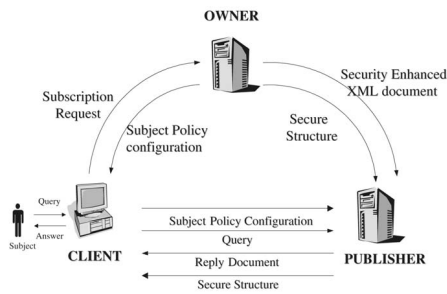 OWNER
Subscription
Request
Subject Policy
configuration
Security Enhanced
XML document
Secure
Structure
Query
Answer
Subject
CLIENT
Subject Policy Configuration
Query
Reply Document
Secure Structure
PUBLISHER